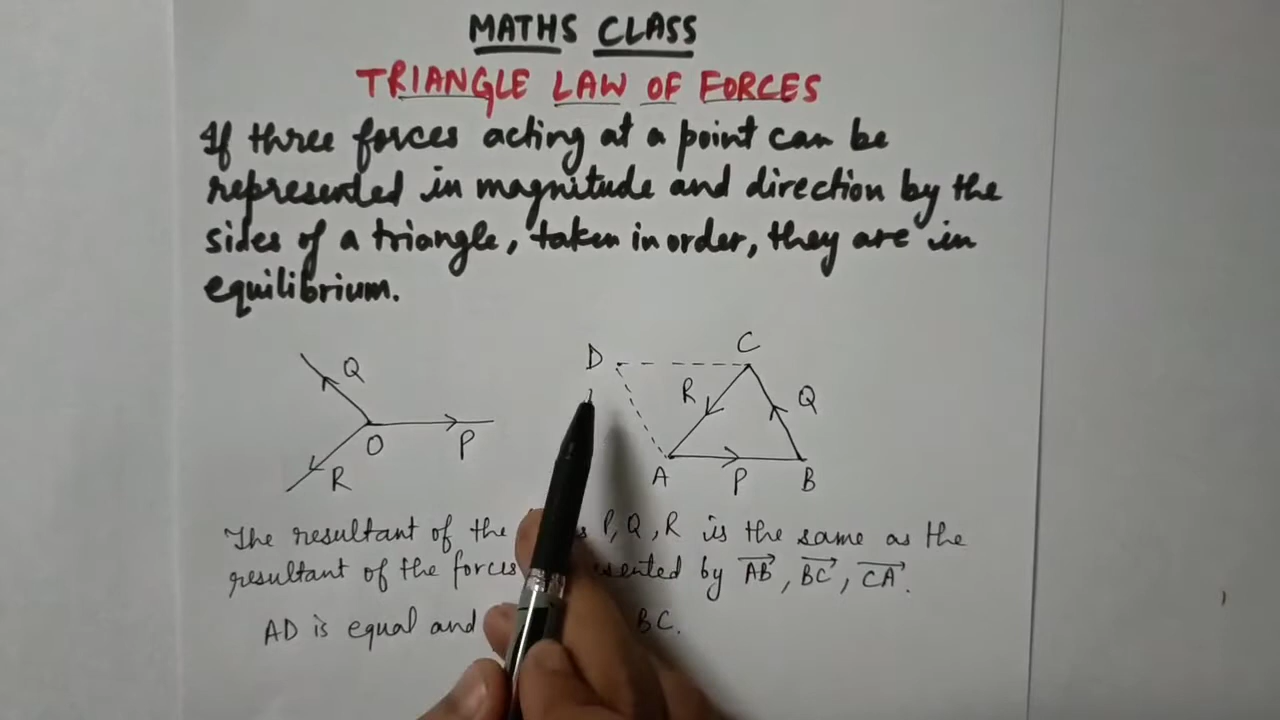 MATHS CLASS
TRIANGLE LAW OF FORCES
If three forces acting at a point can be
represented in magnitude and direction by the
sides of a triangle, taken in order, they are in
equilibrium.
Q
O
P
R
D
C
R
Q
A
P
B
The resultant of the P, Q, R is the same as the
resultant of the forces by AB, BC, CA.
AD is equal and BC.